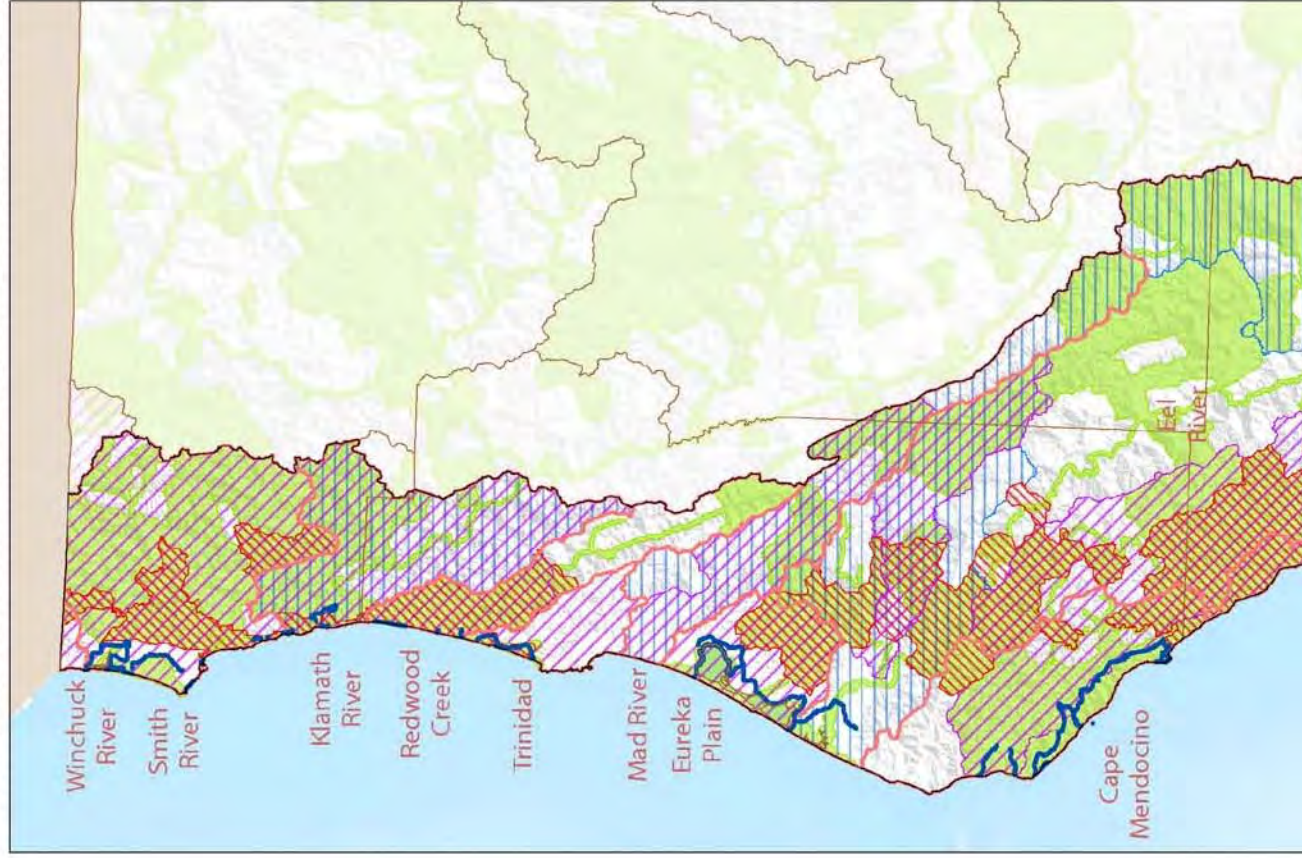 Winchuck
River
Smith
River
Klamath
River
Redwood
Creek
Trinidad
Mad River
Eureka
Plain
Eel
River
Cape
Mendocino